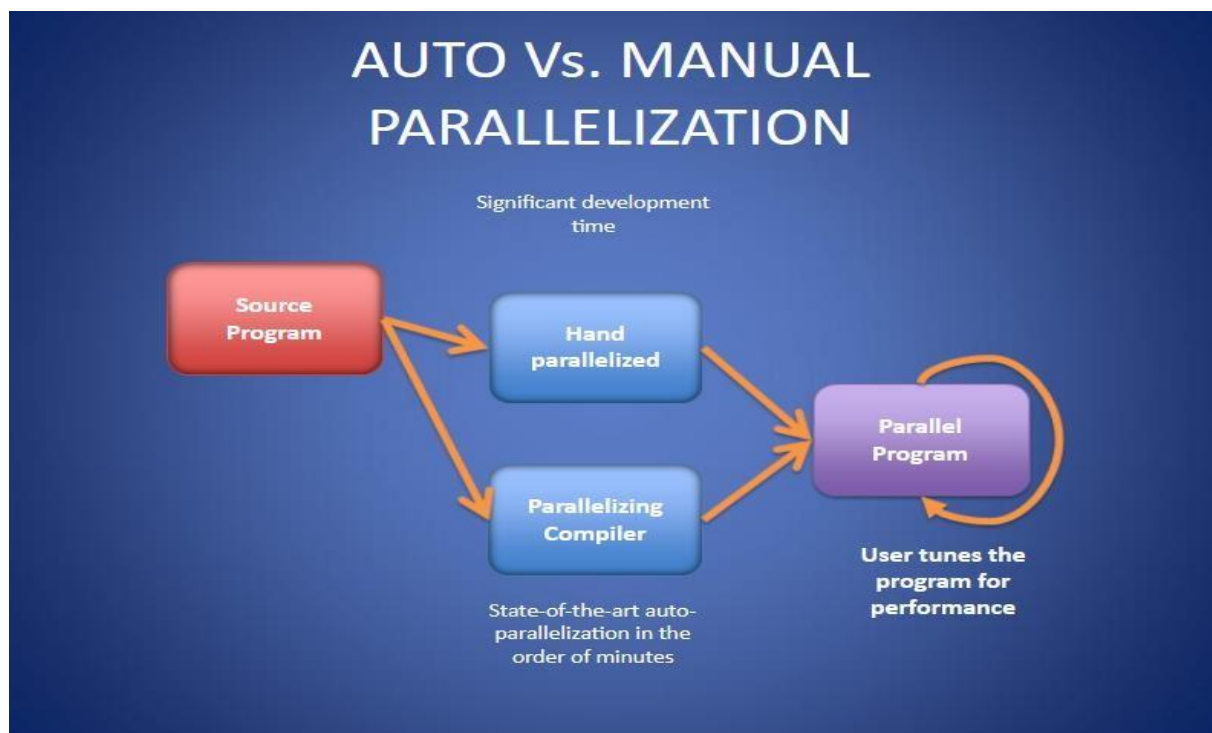 AUTO Vs. MANUAL
PARALLELIZATION
Significant development
time
Source
Program
Hand
parallelized
Parallel
Program
Parallelizing
Compiler
User tunes the
program for
performance
State-of-the-art auto-
parallelization in the
order of minutes